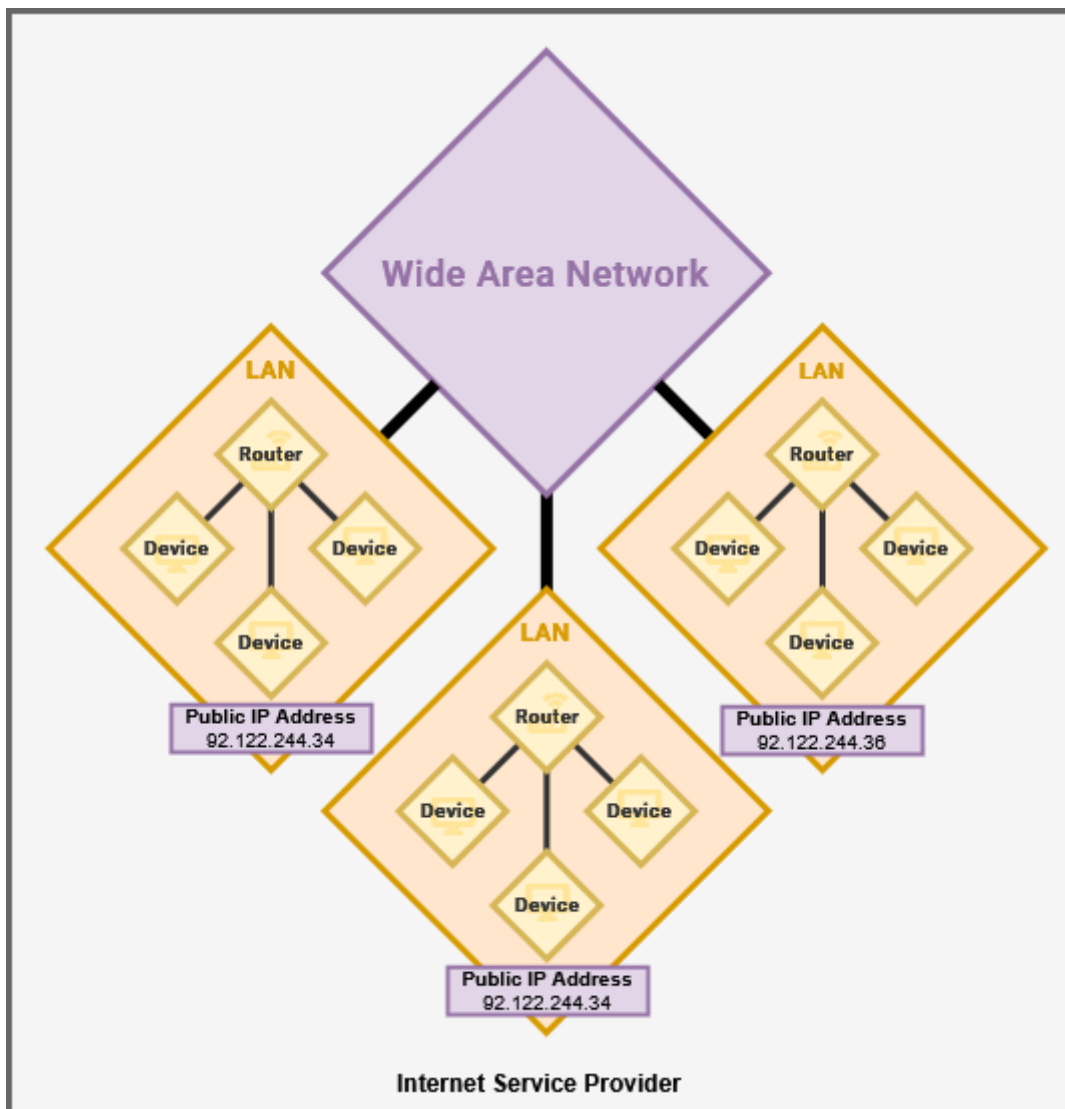 Wide Area Network
LAN
Router
Device
Device
Device
Public IP Address
92.122.244.34
LAN
Router
Device
Device
Device
Public IP Address
92.122.244.34
LAN
Router
Device
Device
Device
Public IP Address
92.122.244.36
Internet Service Provider